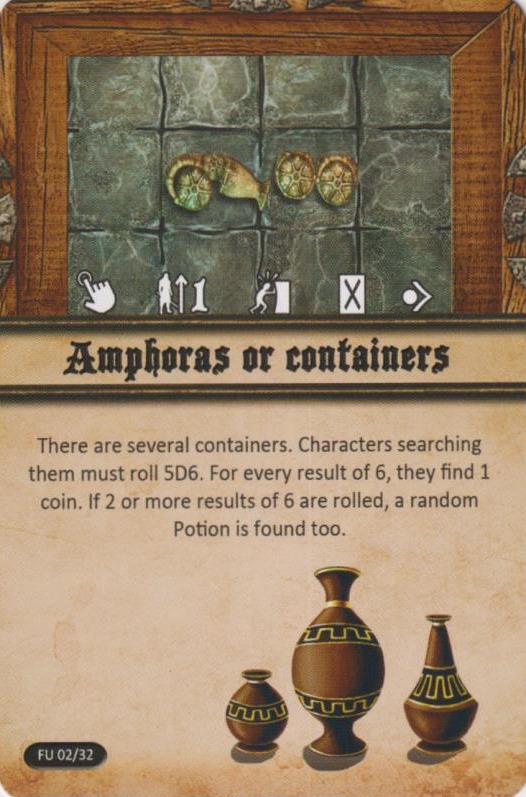 1
X
Amphoras or containers
There are several containers. Characters searching
them must roll 5D6. For every result of 6, they find 1
coin. If 2 or more results of 6 are rolled, a random
Potion is found too.
FU 02/32